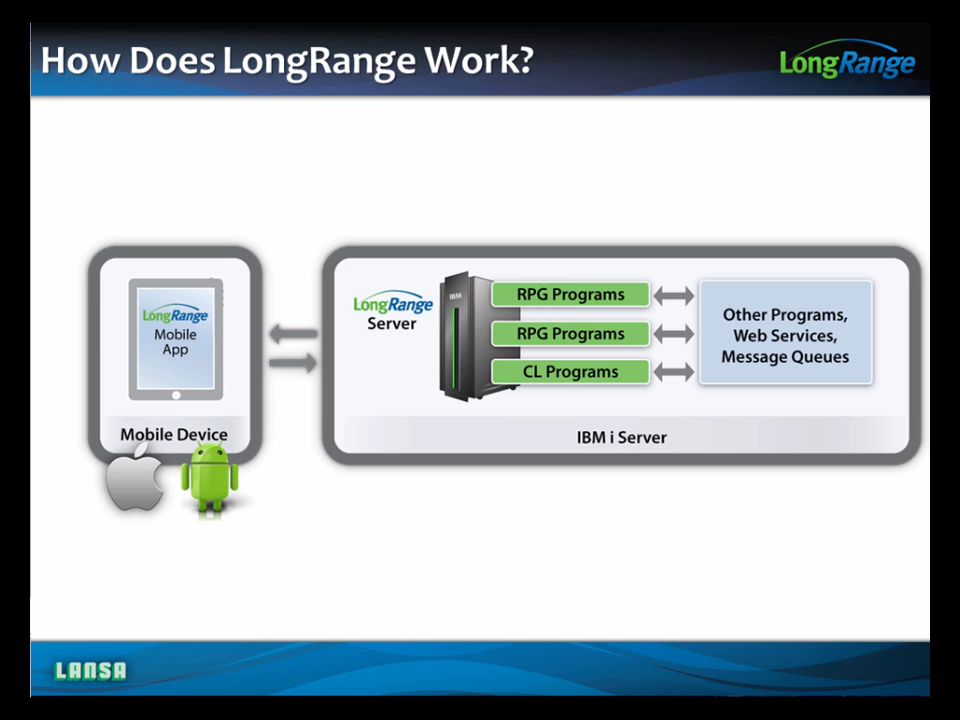 How Does LongRange Work?
LongRange
LongRange
Mobile
App
Mobile Device
LongRange
Server
IBM
RPG Programs
RPG Programs
CL Programs
Other Programs,
Web Services,
Message Queues
IBM i Server
LANSA